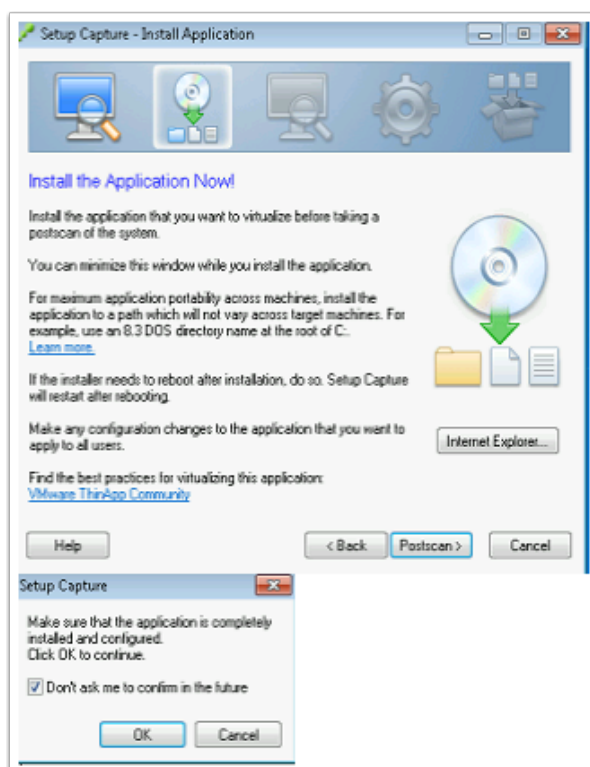 Setup Capture - Install Application
Install the Application Now!
Install the application that you want to virtualize before taking a
postscan of the system.
You can minimize this window while you install the application.
For maximum application portability across machines, install the
application to a path which will not vary across target machines. For
example, use an 8.3 DOS directory name at the root of C:.
Learn more.
If the installer needs to reboot after installation, do so. Setup Capture
will restart after rebooting.
Make any configuration changes to the application that you want to
apply to all users.
Internet Explorer...
Find the best practices for virtualizing this application:
VMware ThinApp Community
Help
< Back
Postscan >
Cancel
Setup Capture
Make sure that the application is completely
installed and configured.
Click OK to continue.
Don't ask me to confirm in the future
OK
Cancel